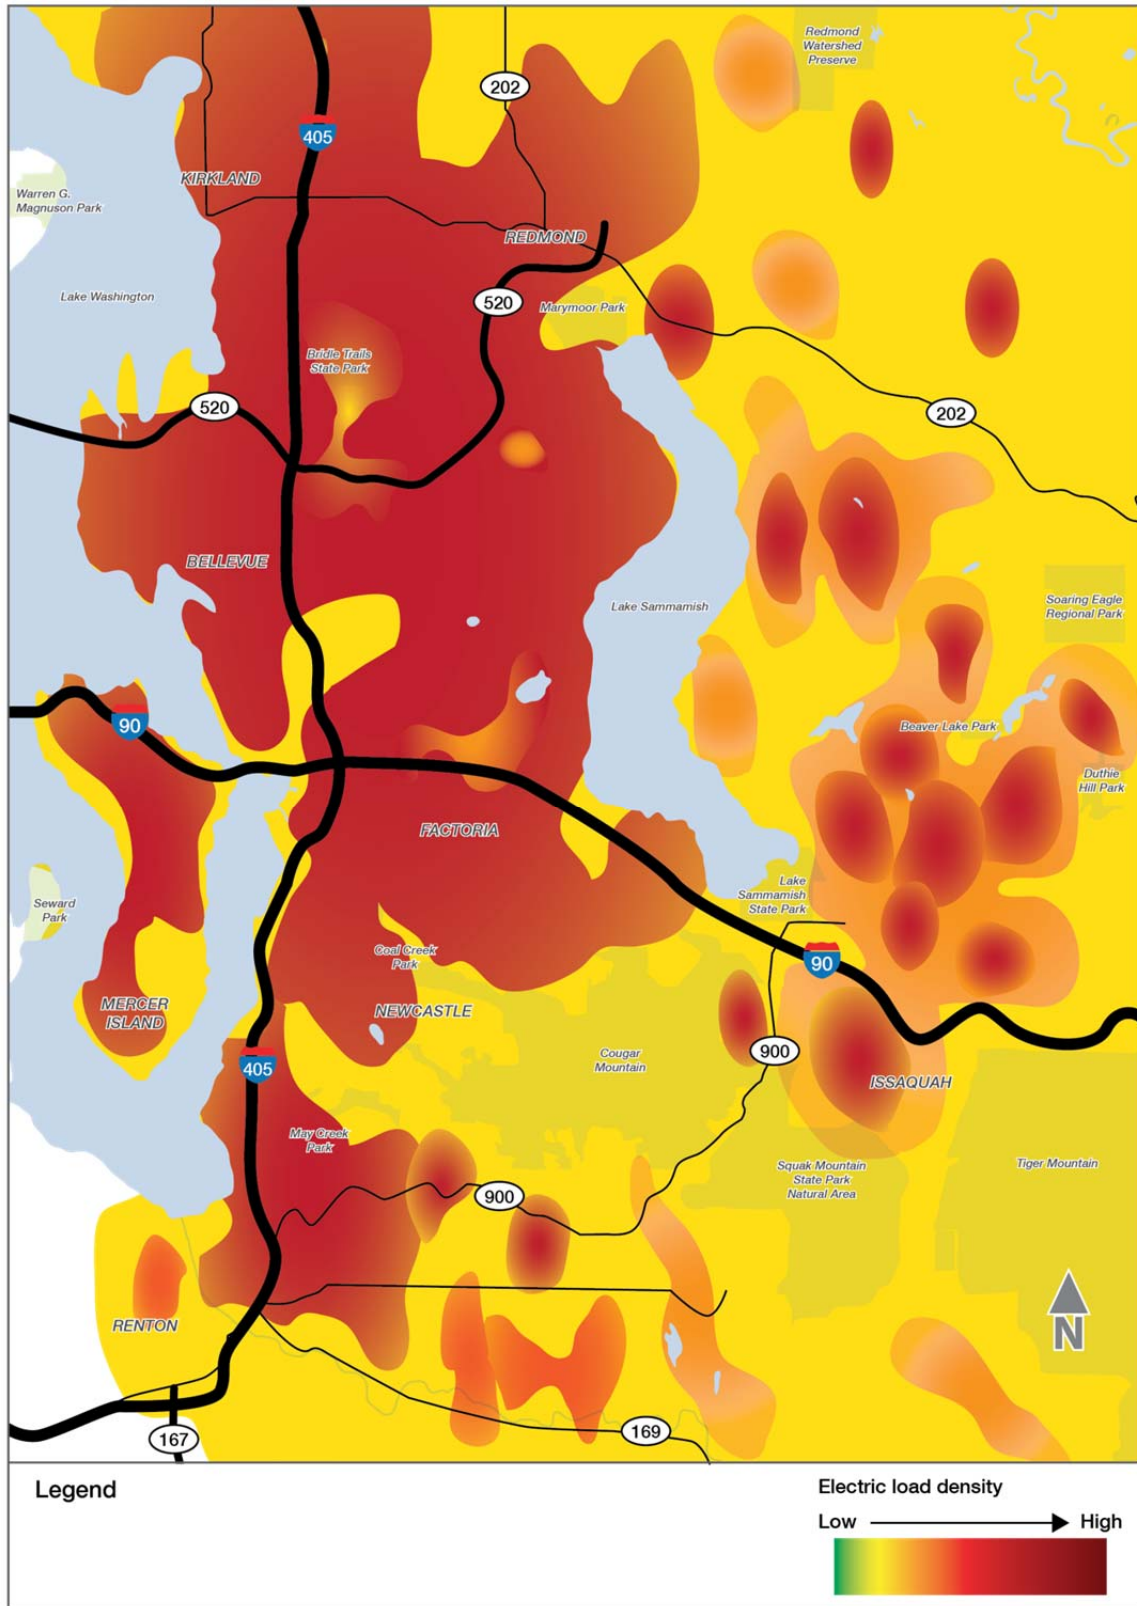 Redmond
Watershed
Preserve
202
405
KIRKLAND
Warren G.
Magnuson Park
REDMOND
Lake Washington
520
Marymoor Park
Bridle Trails
State Park
520
202
BELLEVUE
Lake Sammamish
Soaring Eagle
Regional Park
90
Beaver Lake Park
Duthie
Hill Park
FACTORIA
Seward
Park
Lake
Sammamish
State Park
Coal Creek
Park
90
MERCER
ISLAND
NEWCASTLE
405
Cougar
Mountain
900
ISSAQUAH
May Creek
Park
Squak Mountain
State Park
Natural Area
Tiger Mountain
900
RENTON
N
167
169
Legend
Electric load density
Low
High